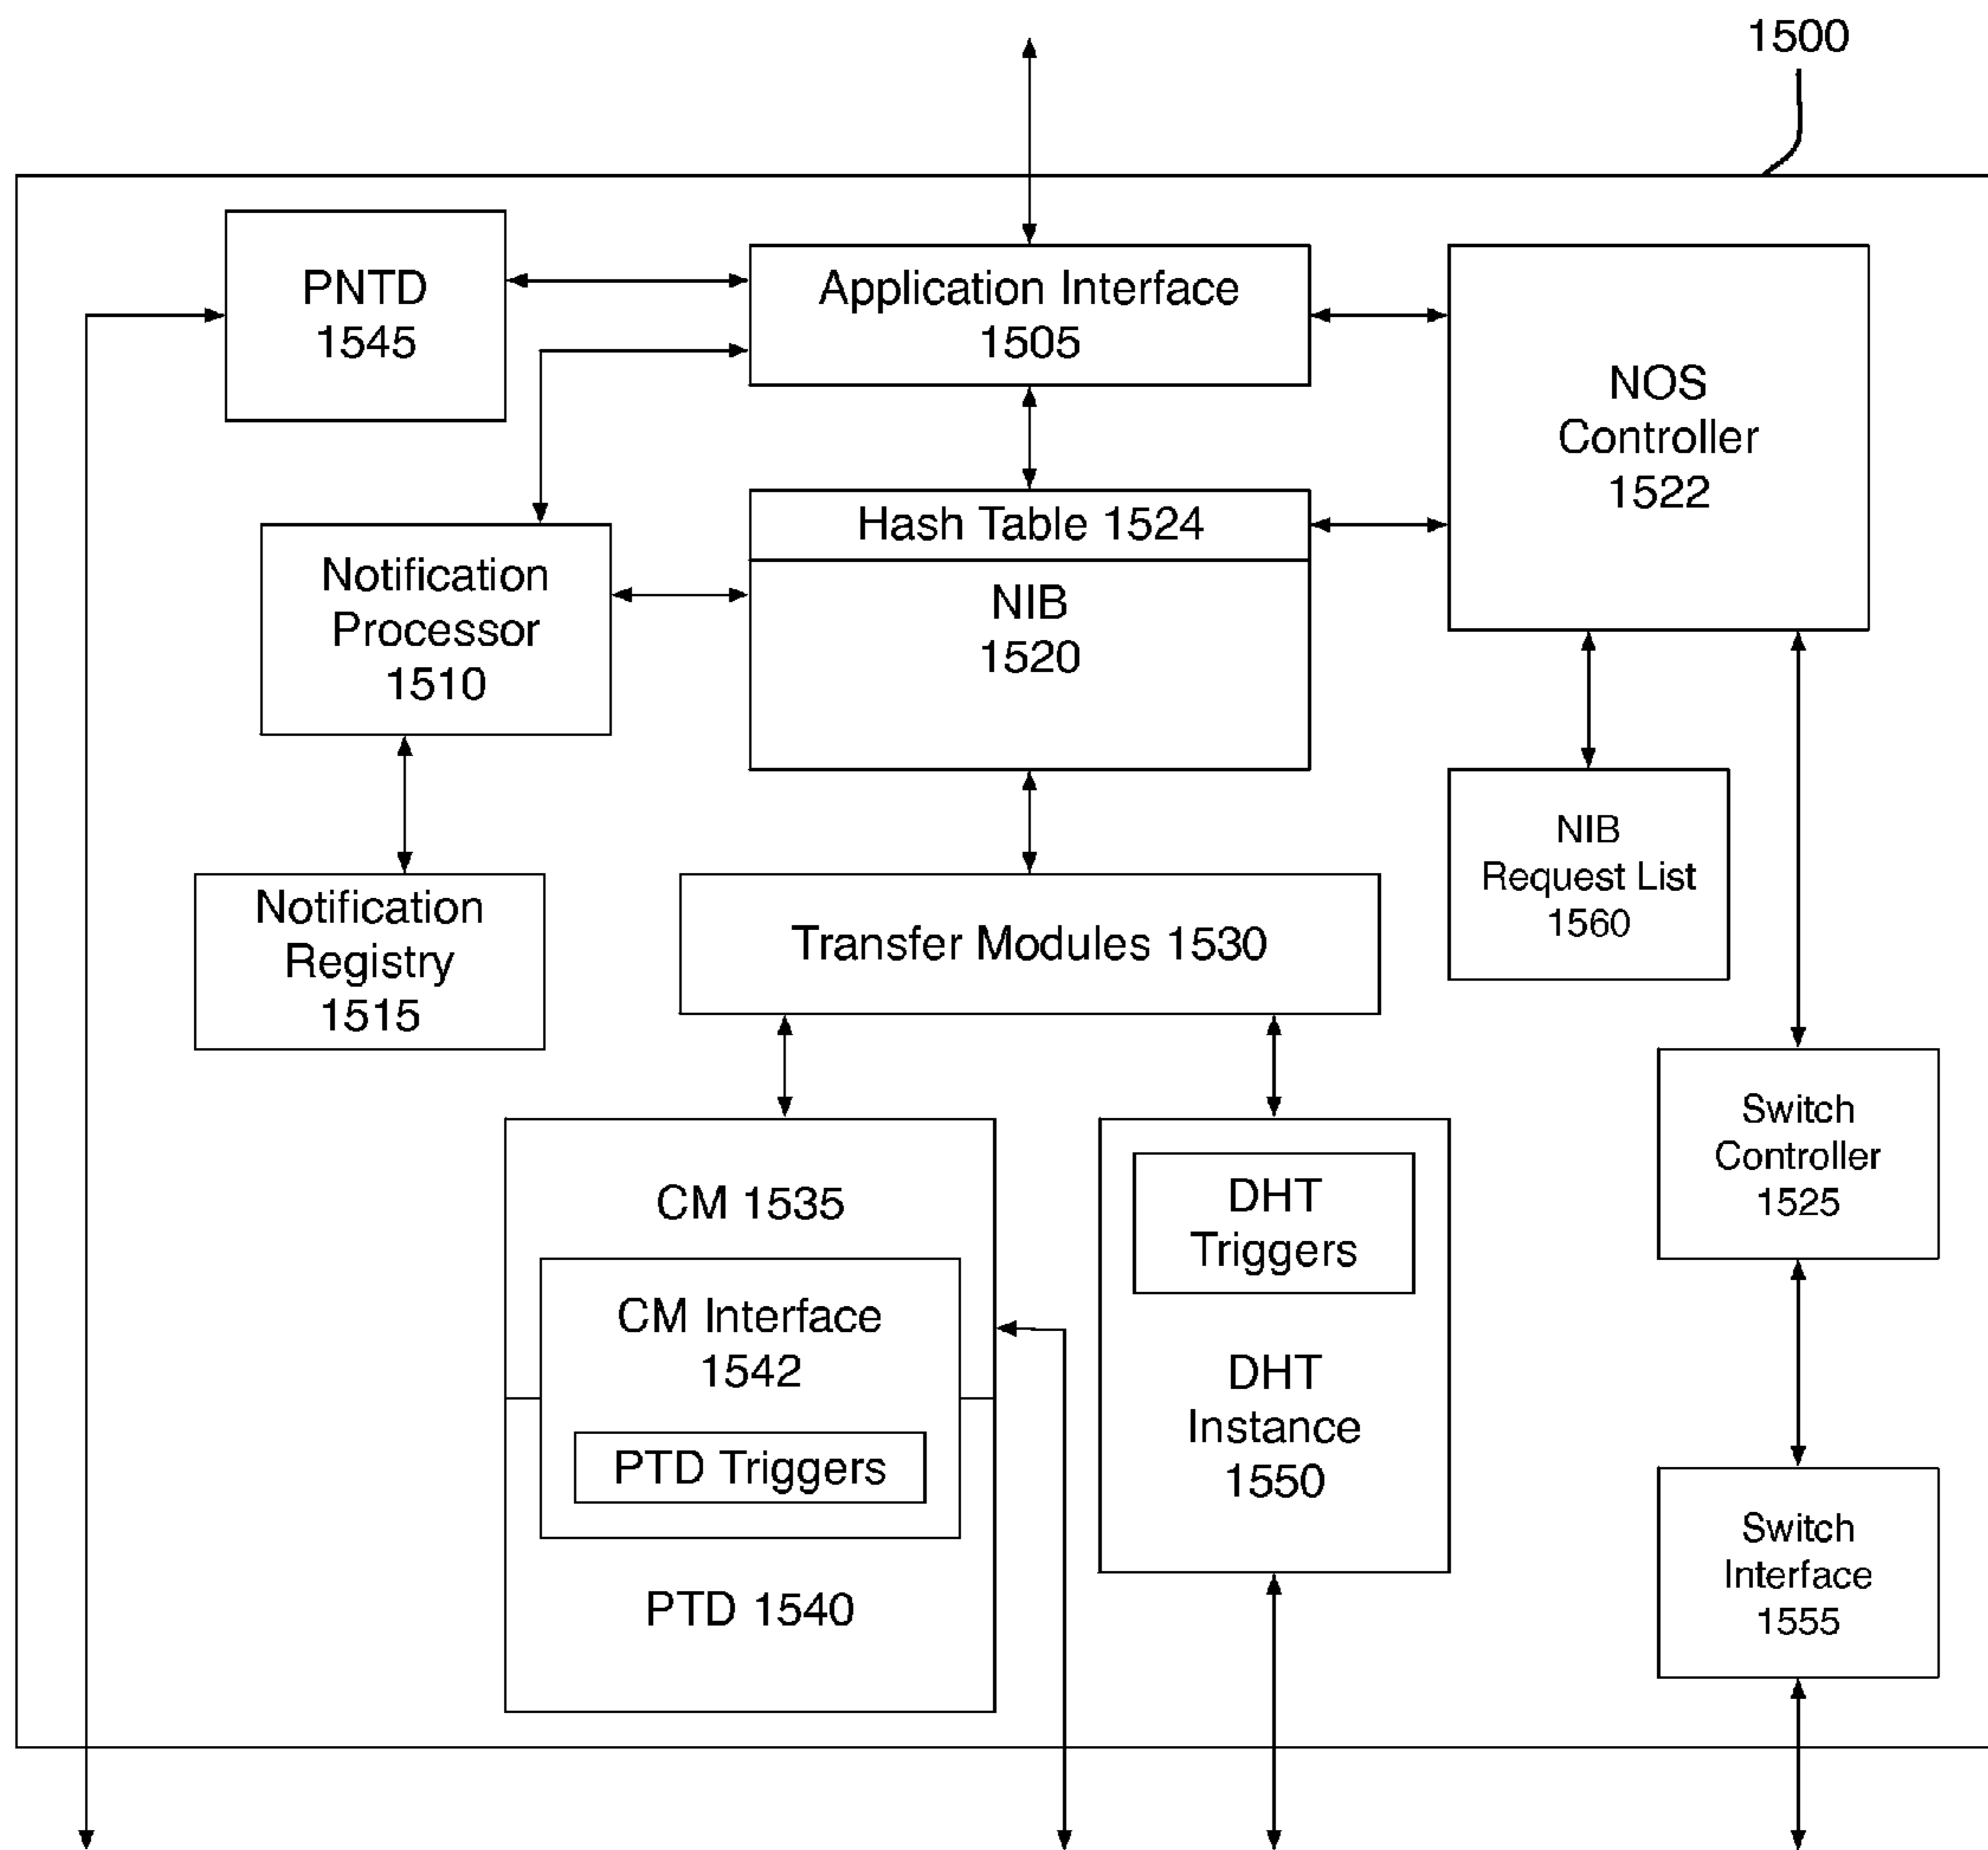 1500
PNTD
1545
Application Interface
1505
NOS
Controller
1522
Hash Table 1524
NIB
1520
Notification
Processor
1510
NIB
Request List
1560
Notification
Registry
1515
Transfer Modules 1530
Switch
Controller
1525
CM 1535
CM Interface
1542
PTD Triggers
PTD 1540
DHT
Triggers
DHT
Instance
1550
Switch
Interface
1555